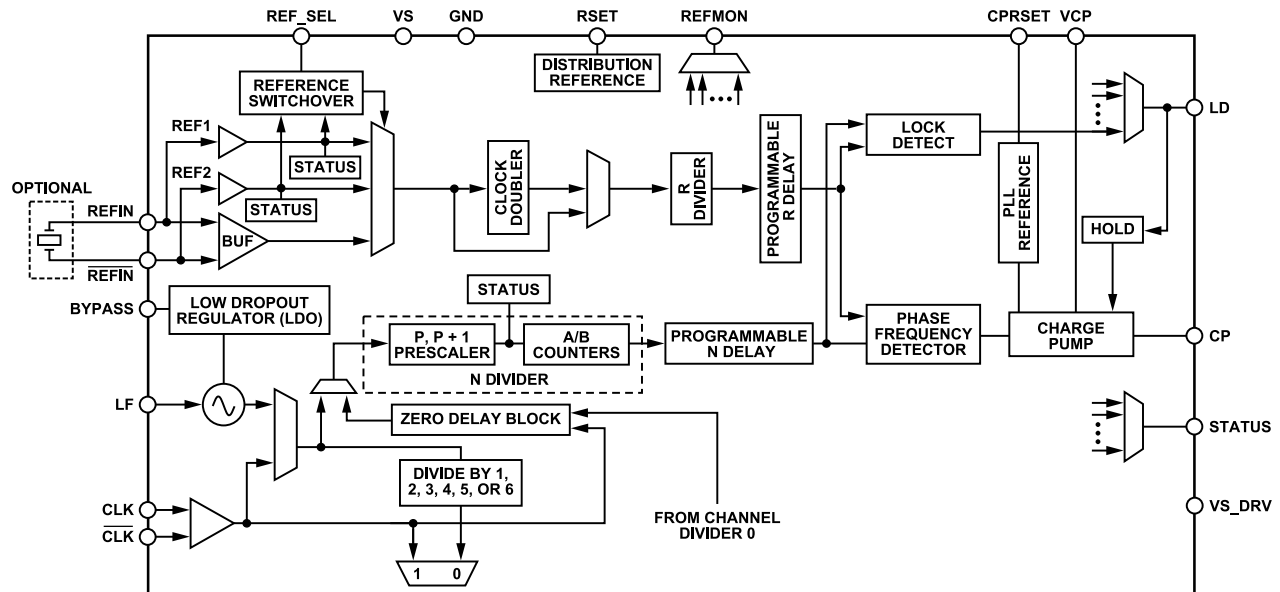 REF_SEL
VS
GND
RSET
REFMON
CPRSET
VCP
DISTRIBUTION
REFERENCE
REFERENCE
SWITCHOVER
REF1
STATUS
REF2
STATUS
BUF
OPTIONAL
REFIN
REFIN
CLOCK
DOUBLER
R
DIVIDER
PROGRAMMABLE
R DELAY
LOCK
DETECT
PLL
REFERENCE
LD
HOLD
BYPASS
LOW DROPOUT
REGULATOR (LDO)
STATUS
P, P + 1
PRESCALER
A/B
COUNTERS
N DIVIDER
PROGRAMMABLE
N DELAY
PHASE
FREQUENCY
DETECTOR
CHARGE
PUMP
CP
LF
ZERO DELAY BLOCK
STATUS
DIVIDE BY 1,
2, 3, 4, 5, OR 6
FROM CHANNEL
DIVIDER 0
VS_DRV
CLK
CLK
1 0